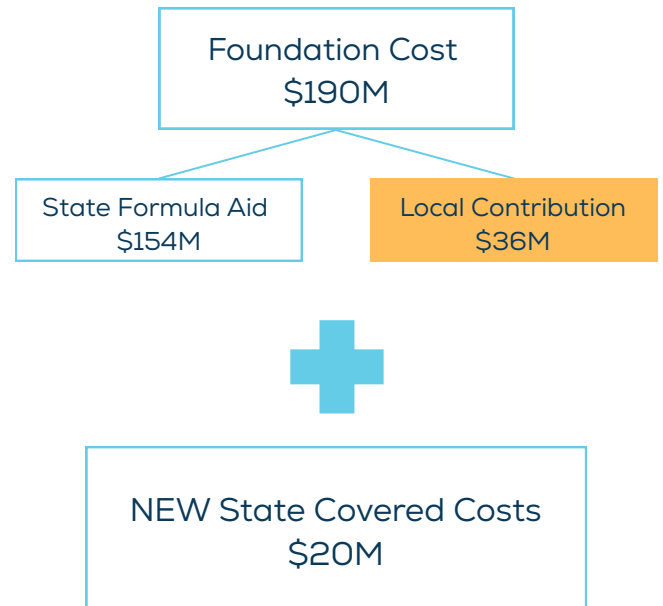 Foundation Cost
$190M
State Formula Aid
$154M
Local Contribution
$36M
NEW State Covered Costs
$20M